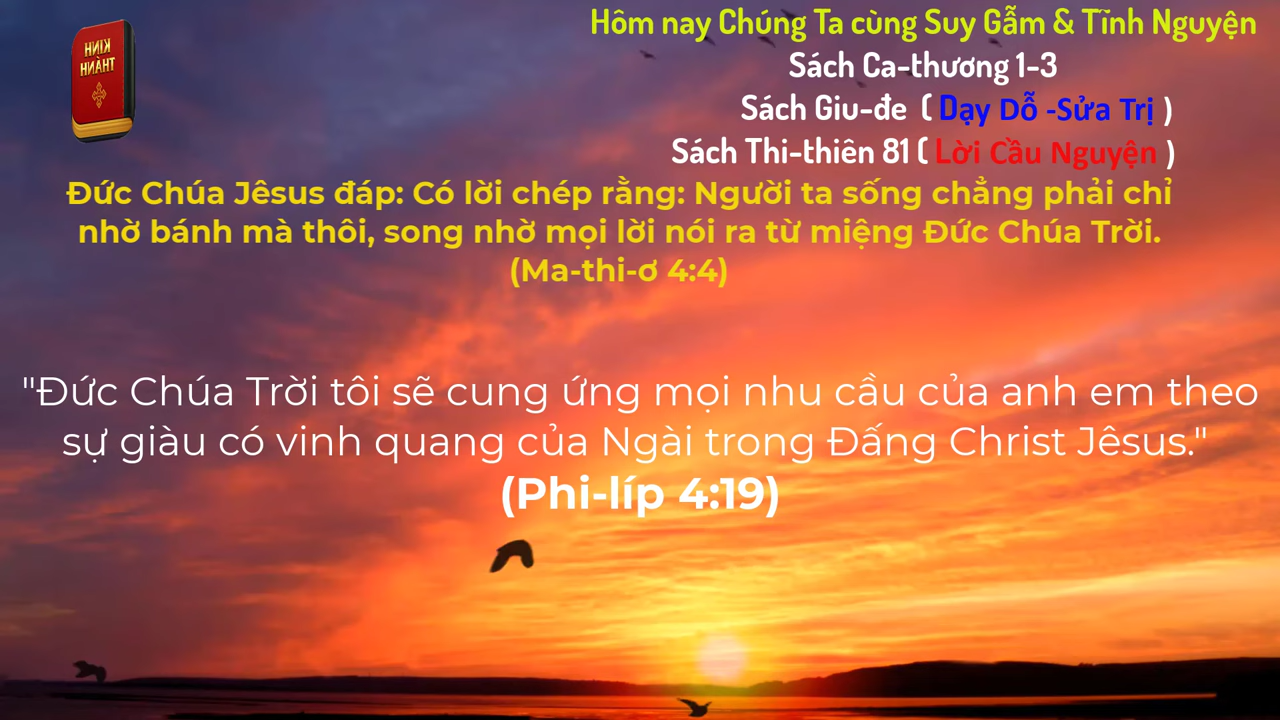 Hôm nay Chúng Ta cùng Suy Gẫm & Tĩnh Nguyện
Sách Ca-thương 1-3
Sách Giu-đe ( Dạy Dỗ -Sửa Trị )
Sách Thi-thiên 81 ( Lời Cầu Nguyện )
KINH
THÁNH
Đức Chúa Jêsus đáp: Có lời chép rằng: Người ta sống chẳng phải chỉ
nhờ bánh mà thôi, song nhờ mọi lời nói ra từ miệng Đức Chúa Trời.
(Ma-thi-ơ 4:4)
"Đức Chúa Trời tôi sẽ cung ứng mọi nhu cầu của anh em theo
sự giàu có vinh quang của Ngài trong Đấng Christ Jêsus."
(Phi-líp 4:19)